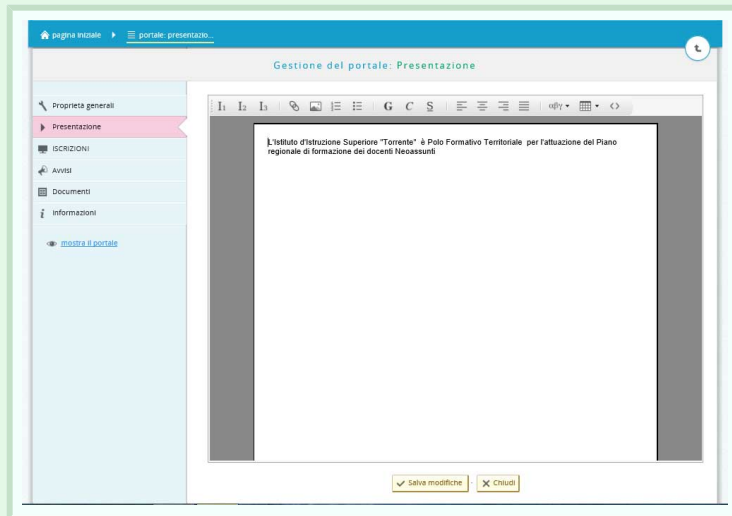 pagina iniziale portale: presentazio...
t
Gestione del portale: Presentazione
I1 I2 I3 G C S αβγ
Proprietà generali
Presentazione
ISCRIZIONI
Avvisi
Documenti
Informazioni
mostra il portale
L'Istituto d'Istruzione Superiore "Torrente" è Polo Formativo Territoriale per l'attuazione del Piano
regionale di formazione dei docenti Neoassunti
Salva modifiche - Chiudi